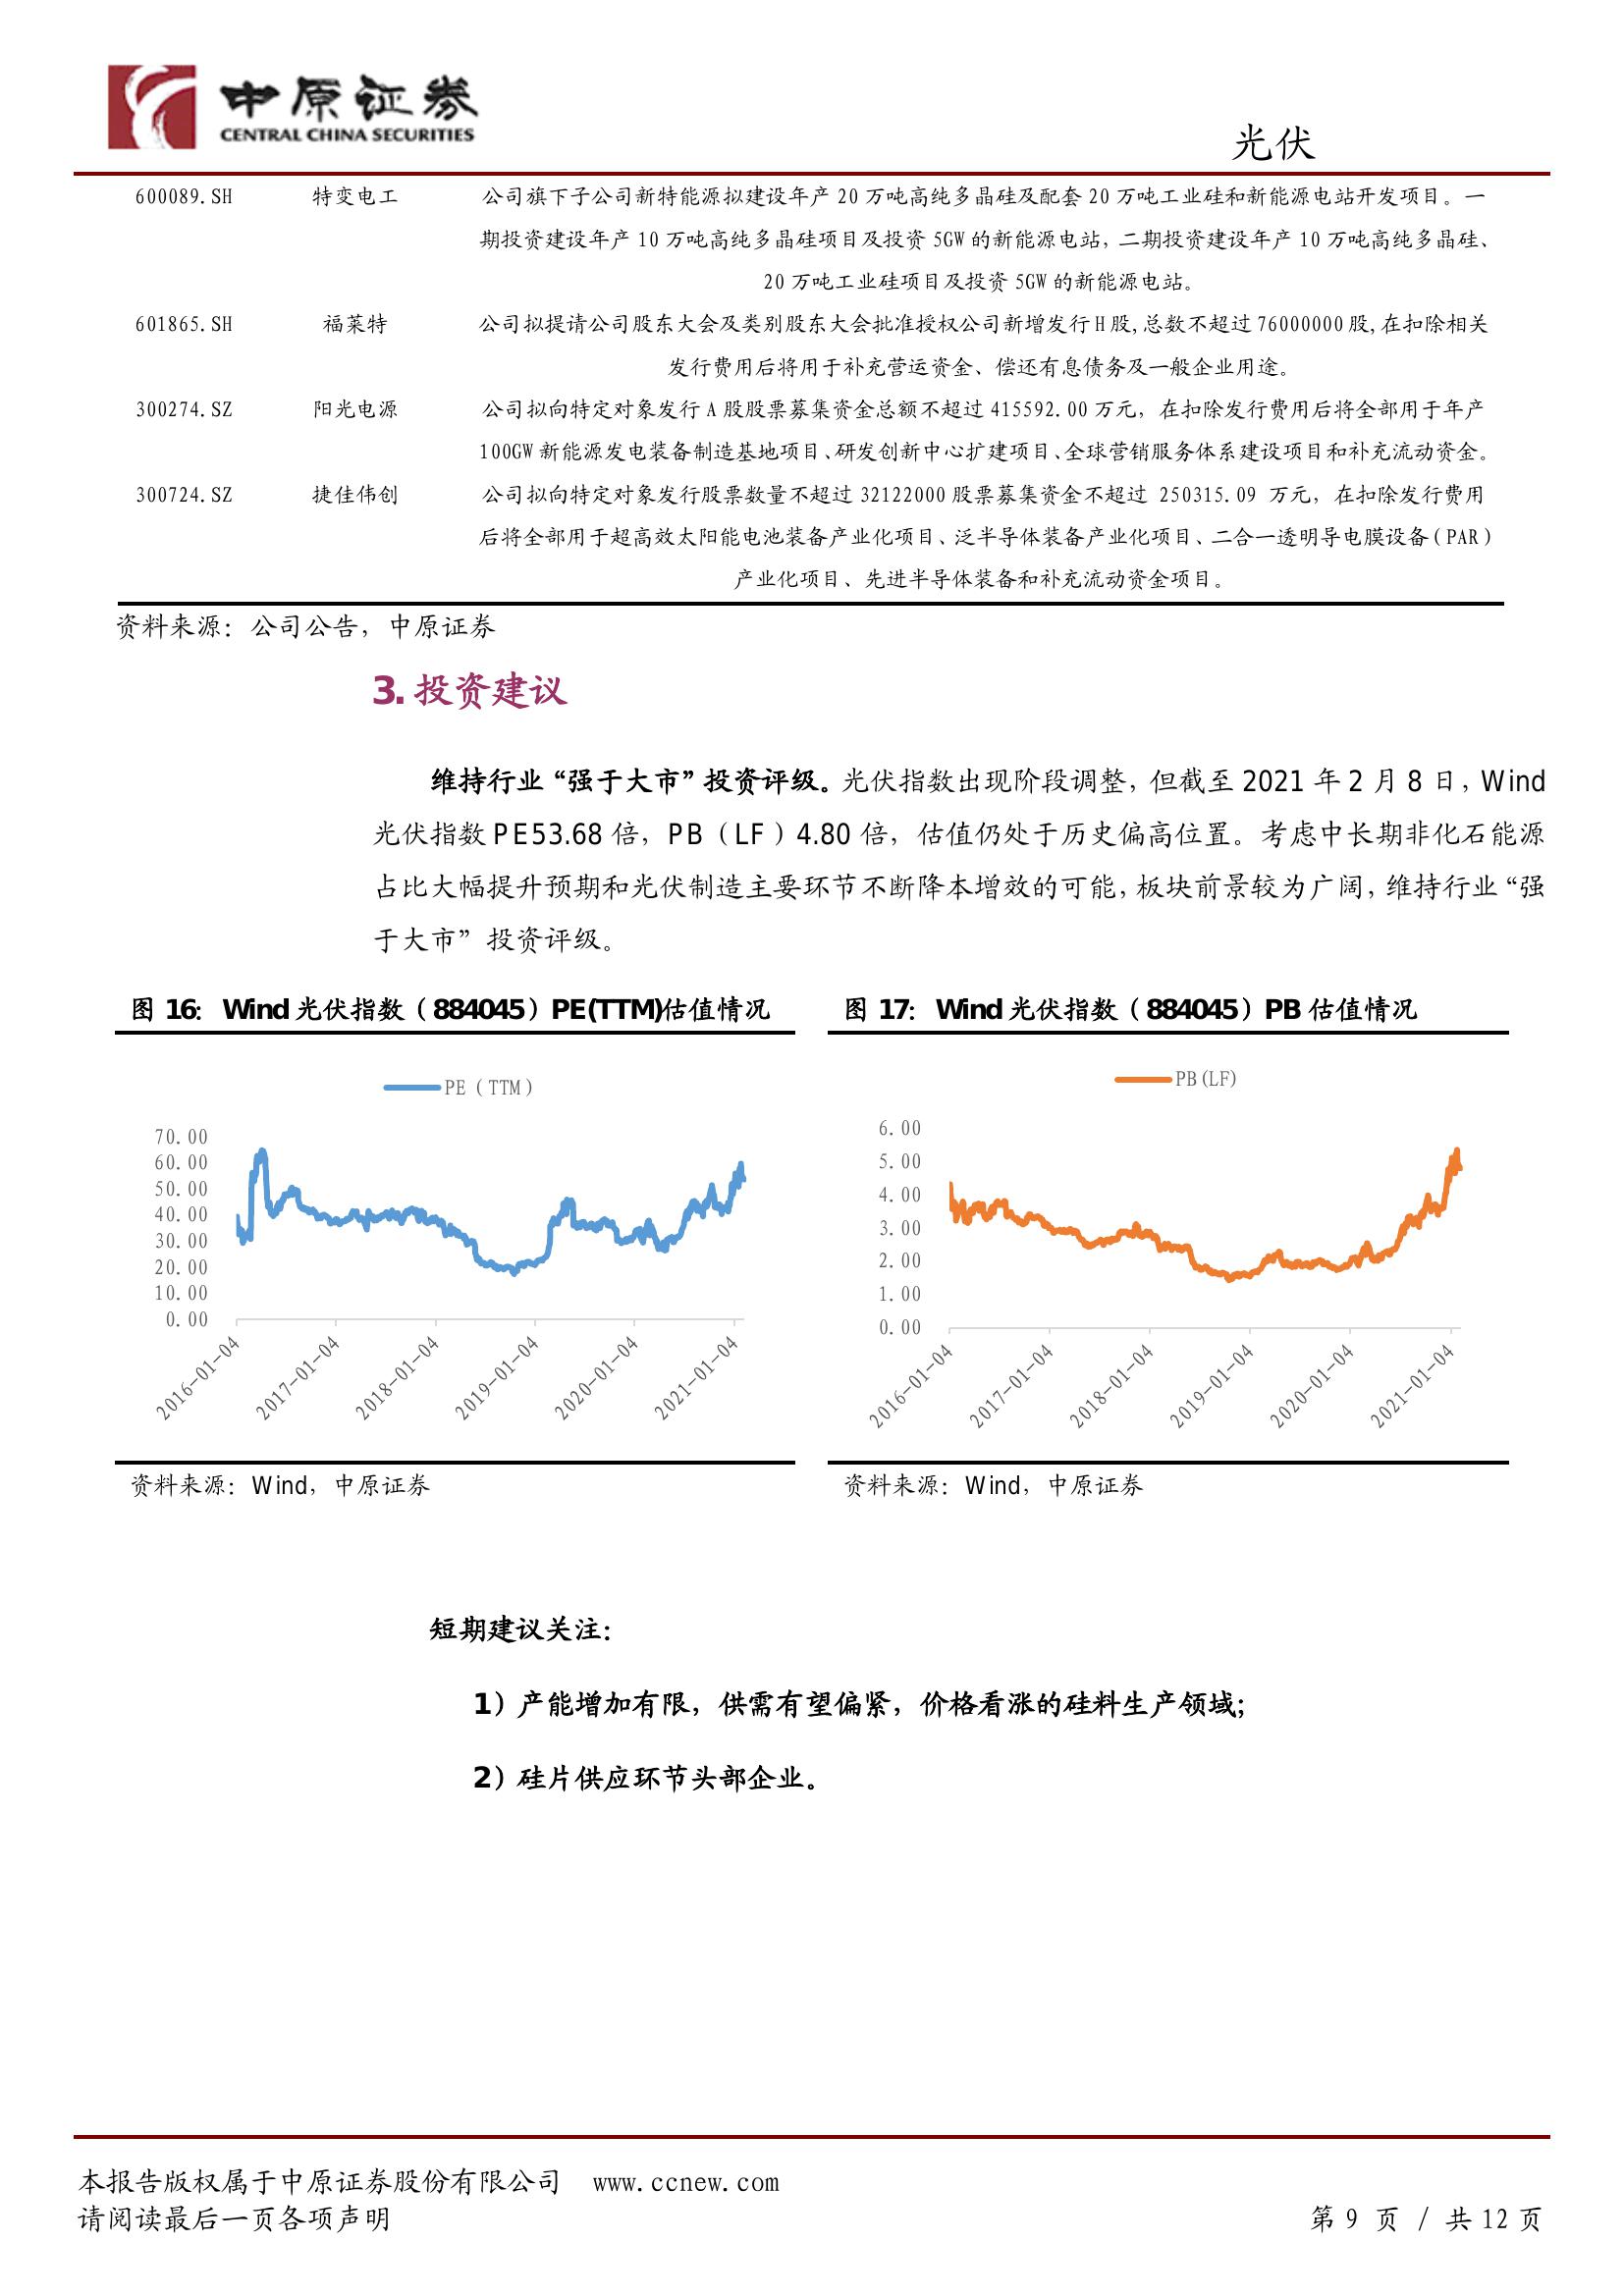 中原证券
CENTRAL CHINA SECURITIES
光伏
600089.SH 特变电工 公司旗下子公司新特能源拟建设年产 20 万吨高纯多晶硅及配套 20 万吨工业硅和新能源电站开发项目。一
期投资建设年产 10 万吨高纯多晶硅项目及投资 5GW 的新能源电站，二期投资建设年产 10 万吨高纯多晶硅、
20 万吨工业硅项目及投资 5GW 的新能源电站。
601865.SH 福莱特 公司拟提请公司股东大会及类别股东大会批准授权公司新增发行 H 股，总数不超过 76000000 股，在扣除相关
发行费用后将用于补充营运资金、偿还有息债务及一般企业用途。
300274.SZ 阳光电源 公司拟向特定对象发行 A 股股票募集资金总额不超过 415592.00 万元，在扣除发行费用后将全部用于年产
100GW 新能源发电装备制造基地项目、研发创新中心扩建项目、全球营销服务体系建设项目和补充流动资金。
300724.SZ 捷佳伟创 公司拟向特定对象发行股票数量不超过 32122000 股票募集资金不超过 250315.09 万元，在扣除发行费用
后将全部用于超高效太阳能电池装备产业化项目、泛半导体装备产业化项目、二合一透明导电膜设备（PAR）
产业化项目、先进半导体装备和补充流动资金项目。
资料来源：公司公告，中原证券
3. 投资建议
维持行业“强于大市”投资评级。光伏指数出现阶段调整，但截至 2021 年 2 月 8 日，Wind
光伏指数 PE53.68 倍，PB（LF）4.80 倍，估值仍处于历史偏高位置。考虑中长期非化石能源
占比大幅提升预期和光伏制造主要环节不断降本增效的可能，板块前景较为广阔，维持行业“强
于大市”投资评级。
图 16： Wind 光伏指数（884045）PE(TTM)估值情况
PE（TTM）
70.00
60.00
50.00
40.00
30.00
20.00
10.00
0.00
2016-01-04 2017-01-04 2018-01-04 2019-01-04 2020-01-04 2021-01-04
资料来源：Wind，中原证券
图 17： Wind 光伏指数（884045）PB 估值情况
PB(LF)
6.00
5.00
4.00
3.00
2.00
1.00
0.00
2016-01-04 2017-01-04 2018-01-04 2019-01-04 2020-01-04 2021-01-04
资料来源：Wind，中原证券
短期建议关注：
1）产能增加有限，供需有望偏紧，价格看涨的硅料生产领域；
2）硅片供应环节头部企业。
本报告版权属于中原证券股份有限公司 www.ccnew.com
请阅读最后一页各项声明
第 9 页 / 共 12 页